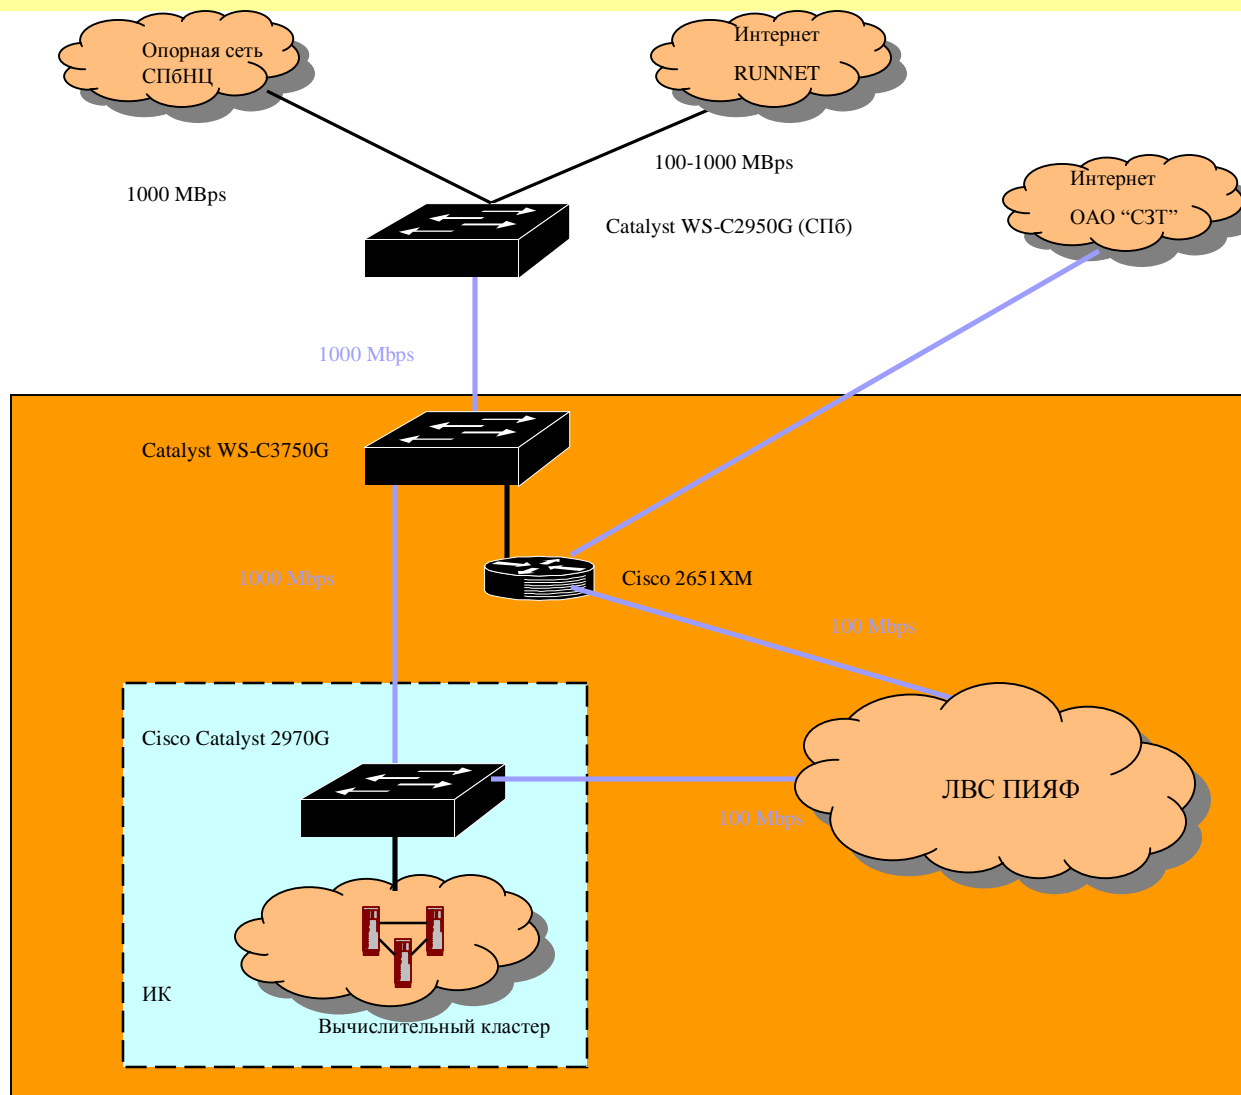 Опорная сеть
СПбНЦ
Интернет
RUNNET
100-1000 MBps
1000 MBps
Интернет
ОАО “СЗТ”
Catalyst WS-C2950G (СПб)
1000 Mbps
Catalyst WS-C3750G
1000 Mbps
Cisco 2651XM
100 Mbps
Cisco Catalyst 2970G
ЛВС ПИЯФ
100 Mbps
ИК
Вычислительный кластер